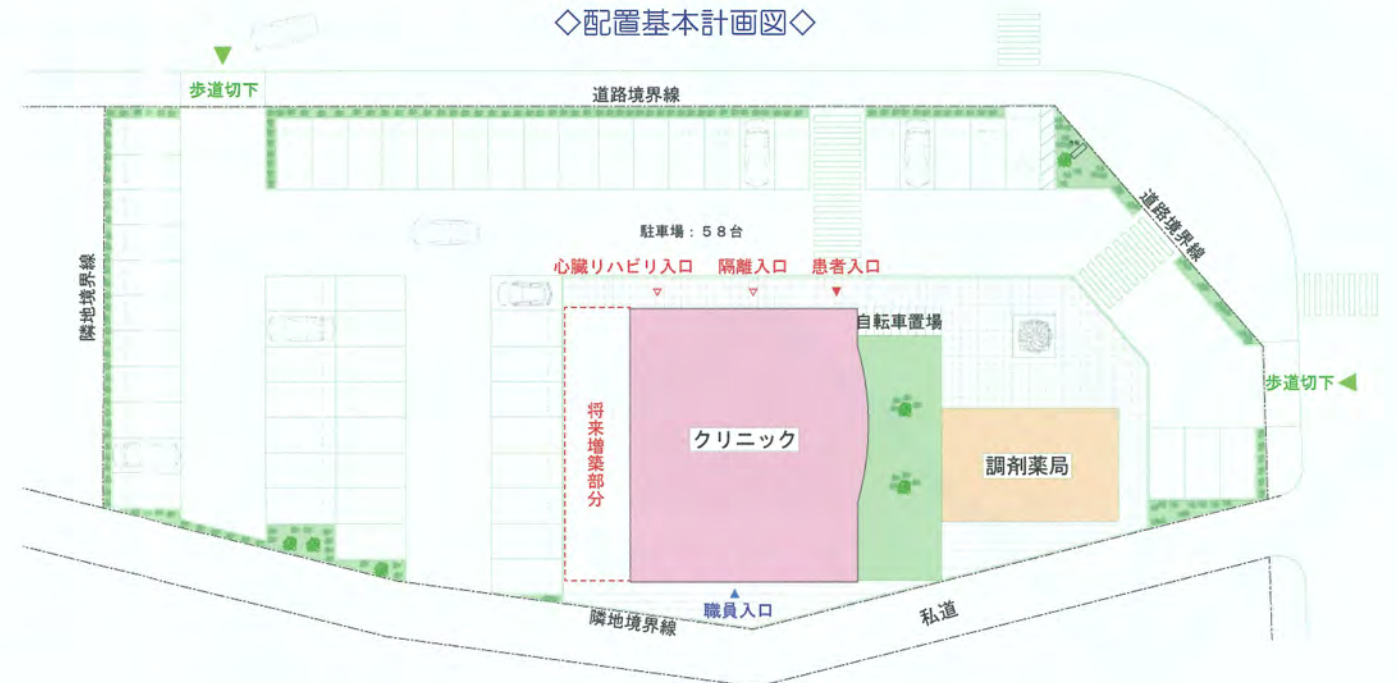 ◇配置基本計画図◇
歩道切下
道路境界線
道路境界線
隣地境界線
駐車場：58台
心臓リハビリ入口
隔離入口
患者入口
自転車置場
歩道切下
将来増築部分
クリニック
調剤薬局
職員入口
隣地境界線
私道